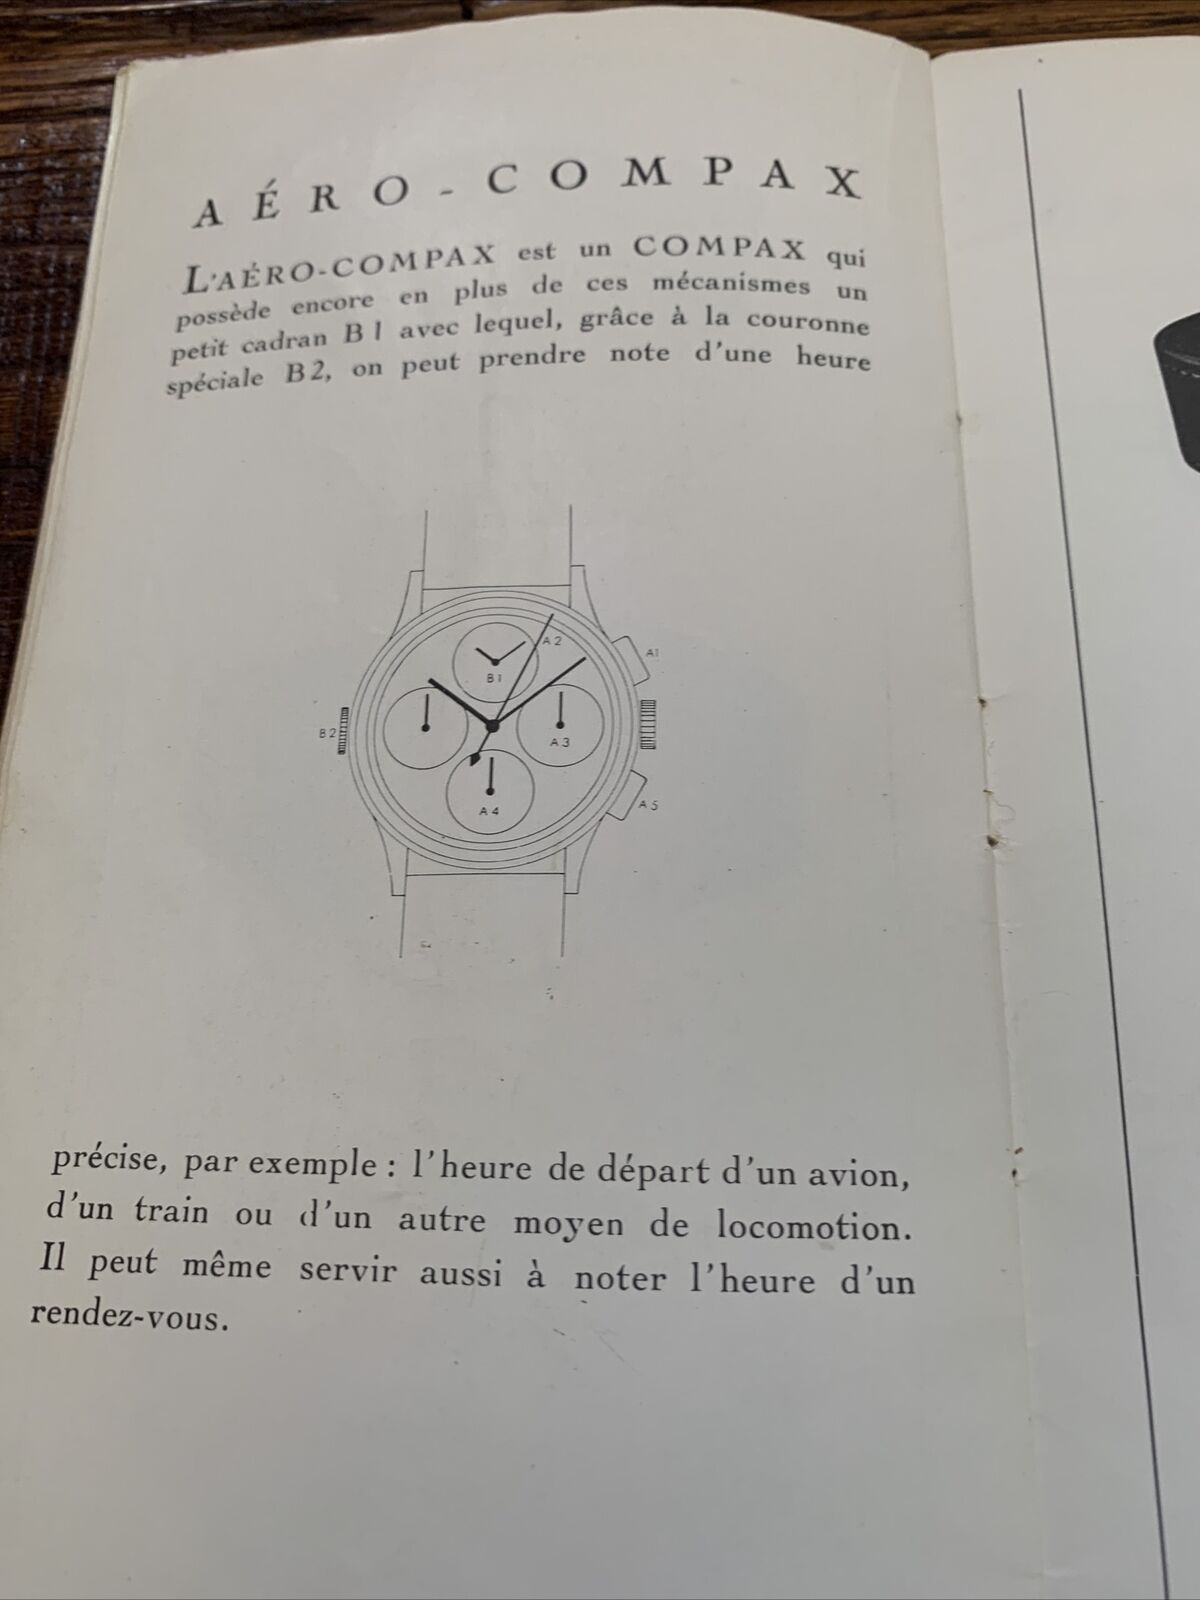 AÉRO-COMPAX
L'AÉRO-COMPAX est un COMPAX qui
possède encore en plus de ces mécanismes un
petit cadran B1 avec lequel, grâce à la couronne
spéciale B2, on peut prendre note d'une heure
A2
A1
B1
B2
A3
A4
A5
précise, par exemple : l'heure de départ d'un avion,
d'un train ou d'un autre moyen de locomotion.
Il peut même servir aussi à noter l'heure d'un
rendez-vous.